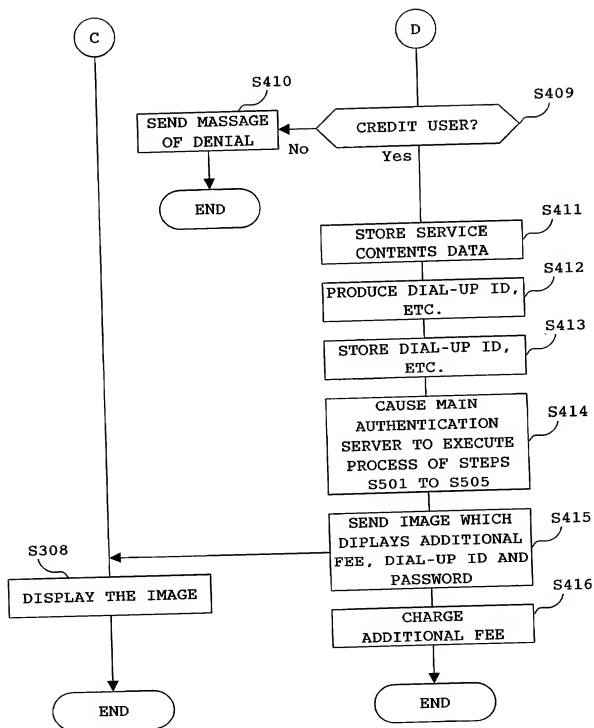 C
D
S410
S409
SEND MASSAGE
OF DENIAL
CREDIT USER?
No
Yes
END
S411
STORE SERVICE
CONTENTS DATA
S412
PRODUCE DIAL-UP ID,
ETC.
S413
STORE DIAL-UP ID,
ETC.
CAUSE MAIN
AUTHENTICATION
SERVER TO EXECUTE
PROCESS OF STEPS
S501 TO S505
S414
SEND IMAGE WHICH
DIPLAYS ADDITIONAL
FEE, DIAL-UP ID AND
PASSWORD
S415
S308
DISPLAY THE IMAGE
S416
CHARGE
ADDITIONAL FEE
END
END